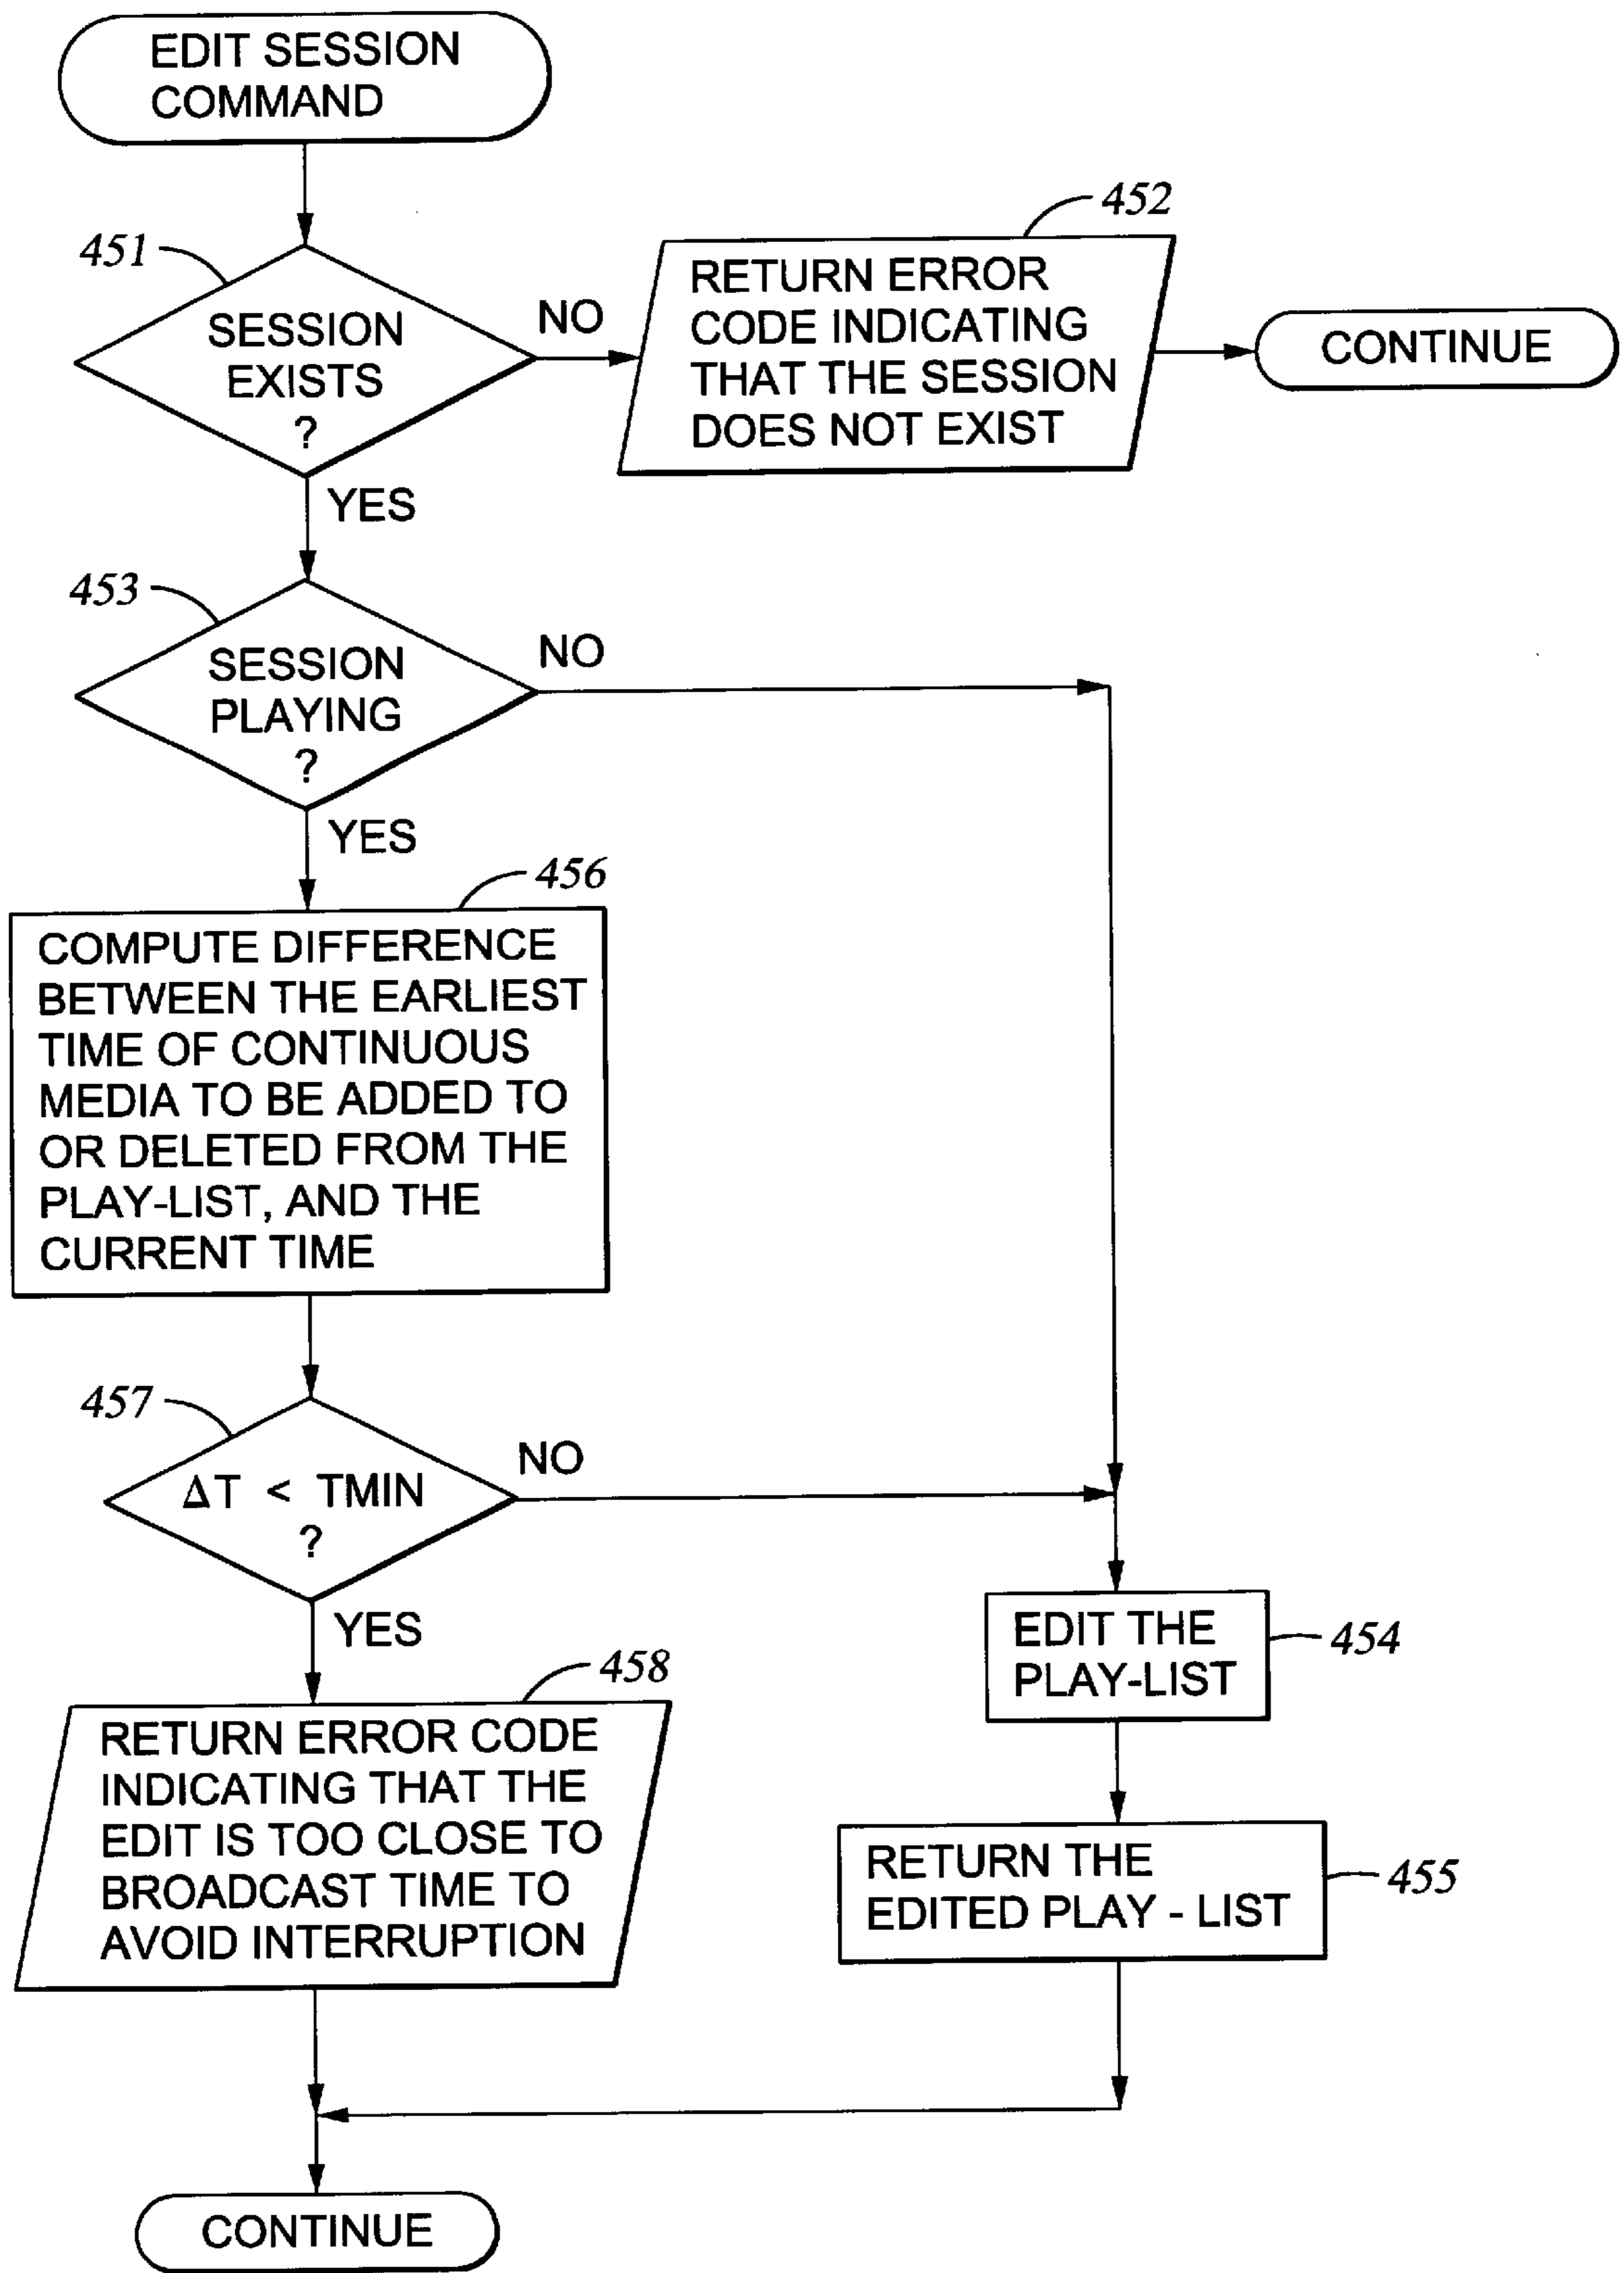 EDIT SESSION
COMMAND
451
SESSION
EXISTS
?
NO
452
RETURN ERROR
CODE INDICATING
THAT THE SESSION
DOES NOT EXIST
CONTINUE
YES
453
SESSION
PLAYING
?
NO
YES
456
COMPUTE DIFFERENCE
BETWEEN THE EARLIEST
TIME OF CONTINUOUS
MEDIA TO BE ADDED TO
OR DELETED FROM THE
PLAY-LIST, AND THE
CURRENT TIME
457
ΔT < TMIN
?
NO
YES
454
EDIT THE
PLAY-LIST
458
RETURN ERROR CODE
INDICATING THAT THE
EDIT IS TOO CLOSE TO
BROADCAST TIME TO
AVOID INTERRUPTION
RETURN THE
EDITED PLAY - LIST
455
CONTINUE